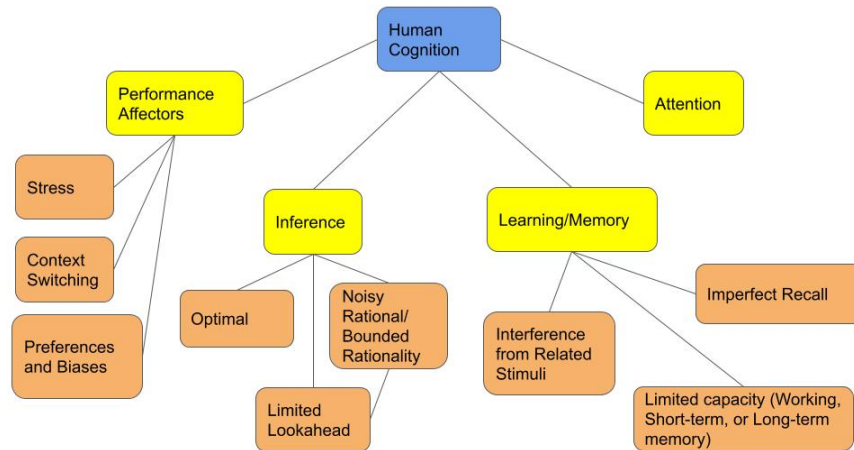 Human
Cognition
Performance
Affectors
Attention
Stress
Inference
Learning/Memory
Context
Switching
Optimal
Noisy
Rational/
Bounded
Rationality
Imperfect Recall
Preferences
and Biases
Interference
from Related
Stimuli
Limited
Lookahead
Limited capacity (Working,
Short-term, or Long-term
memory)